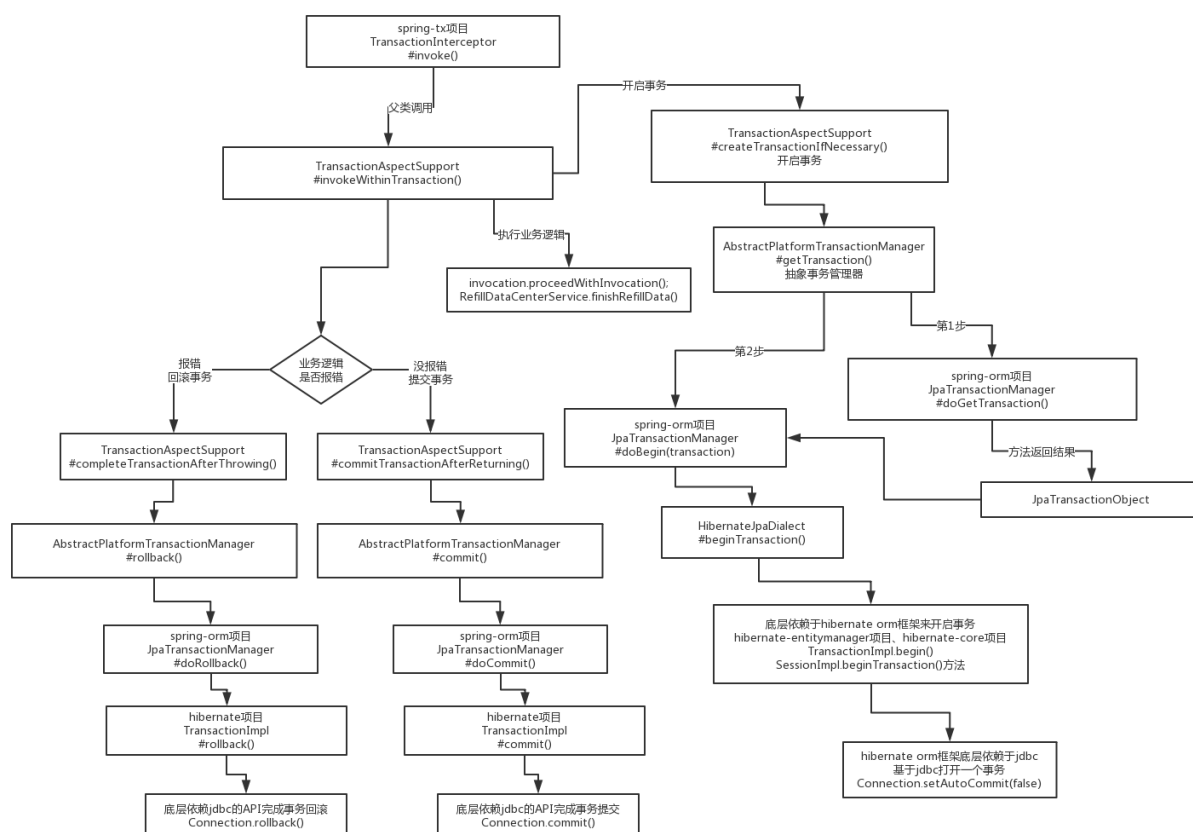 spring-tx项目
TransactionInterceptor
#invoke()
父类调用
开启事务
TransactionAspectSupport
#invokeWithinTransaction()
TransactionAspectSupport
#createTransactionIfNecessary()
开启事务
执行业务逻辑
invocation.proceedWithInvocation();
RefillDataCenterService.finishRefillData()
AbstractPlatformTransactionManager
#getTransaction()
抽象事务管理器
第1步
第2步
spring-orm项目
JpaTransactionManager
#doGetTransaction()
方法返回结果
JpaTransactionObject
spring-orm项目
JpaTransactionManager
#doBegin(transaction)
HibernateJpaDialect
#beginTransaction()
底层依赖于hibernate orm框架来开启事务
hibernate-entitymanager项目、hibernate-core项目
TransactionImpl.begin()
SessionImpl.beginTransaction()方法
hibernate orm框架底层依赖于jdbc
基于jdbc打开一个事务
Connection.setAutoCommit(false)
业务逻辑
是否报错
报错
回滚事务
没报错
提交事务
TransactionAspectSupport
#completeTransactionAfterThrowing()
AbstractPlatformTransactionManager
#rollback()
spring-orm项目
JpaTransactionManager
#doRollback()
hibernate项目
TransactionImpl
#rollback()
底层依赖jdbc的API完成事务回滚
Connection.rollback()
TransactionAspectSupport
#commitTransactionAfterReturning()
AbstractPlatformTransactionManager
#commit()
spring-orm项目
JpaTransactionManager
#doCommit()
hibernate项目
TransactionImpl
#commit()
底层依赖jdbc的API完成事务提交
Connection.commit()